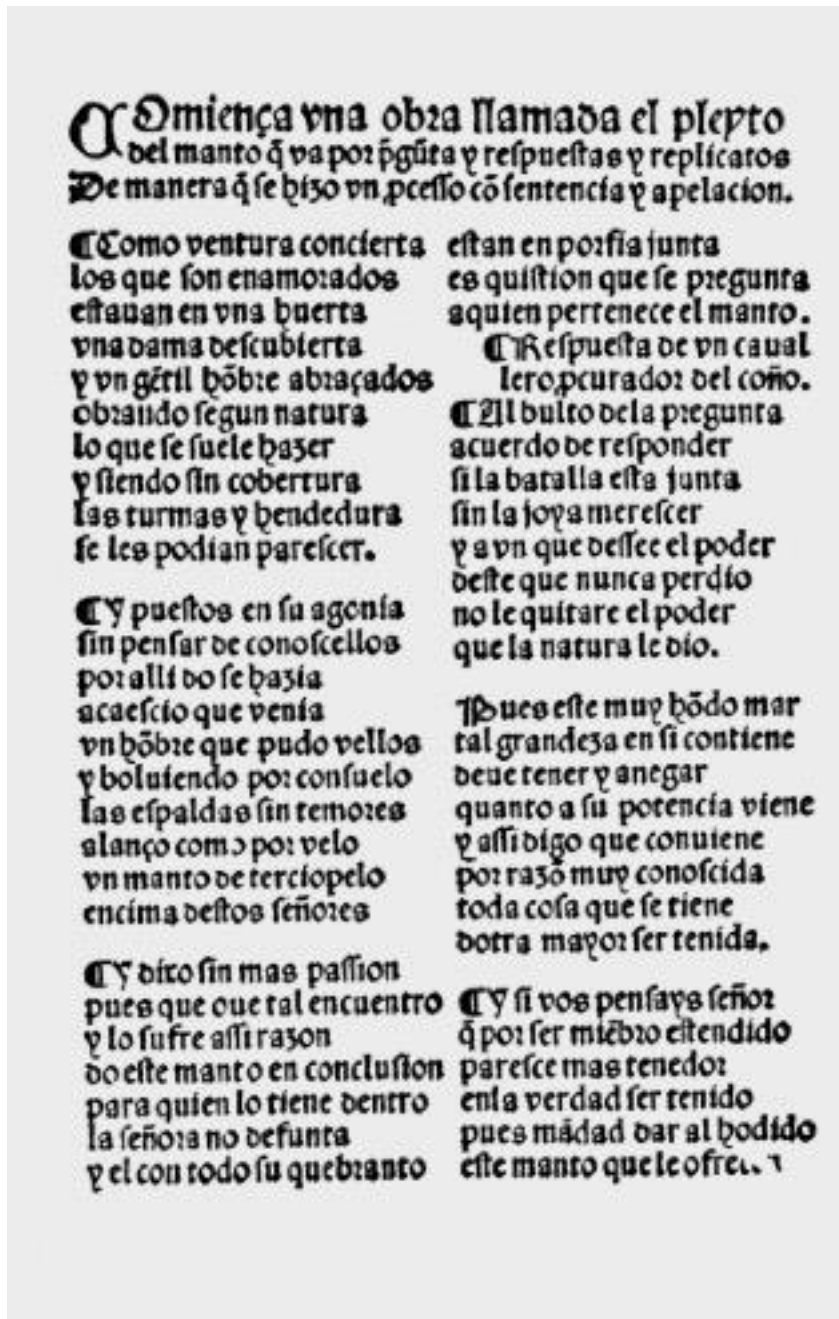 COmiença vna obra llamada el pleyto
del manto q̃ va por p̃gũta y respuestas y replicatos
De manera q̃ se hizo vn ꝓcesso cõ sentencia y apelacion.
¶Como ventura concierta
los que son enamorados
estauan en vna huerta
vna dama descubierta
y vn gẽtil hõbre abraçados
obrando segun natura
lo que se suele hazer
y siendo sin cobertura
las turmas y hendedura
se les podian parescer.
¶Y puestos en su agonia
sin pensar de conoscellos
por alli do se hazia
acaescio que venia
vn hõbre que pudo vellos
y boluiendo por consuelo
las espaldas sin temores
alanço como por velo
vn manto de terciopelo
encima destos señores
¶Y dixo sin mas passion
pues que oue tal encuentro
y lo sufre assi razon
do este manto en conclusion
para quien lo tiene dentro
la señora no defunta
y el con todo su quebranto
estan en porfia junta
es quistion que se pregunta
aquien pertenece el manto.
¶Respuesta de vn caual
lero ꝓcurador del coño.
¶Al bulto dela pregunta
acuerdo de responder
si la batalla esta junta
sin la joya merescer
y avn que dessee el poder
deste que nunca perdio
no le quitare el poder
que la natura le dio.
Pues este muy hõdo mar
tal grandeza en si contiene
deue tener y anegar
quanto a su potencia viene
y assi digo que conuiene
por razõ muy conoscida
toda cosa que se tiene
dotra mayor ser tenida.
¶Y si vos pensays señor
q̃ por ser miẽbro estendido
paresce mas tenedor
enla verdad ser tenido
pues mãdad dar al hodido
este manto que le